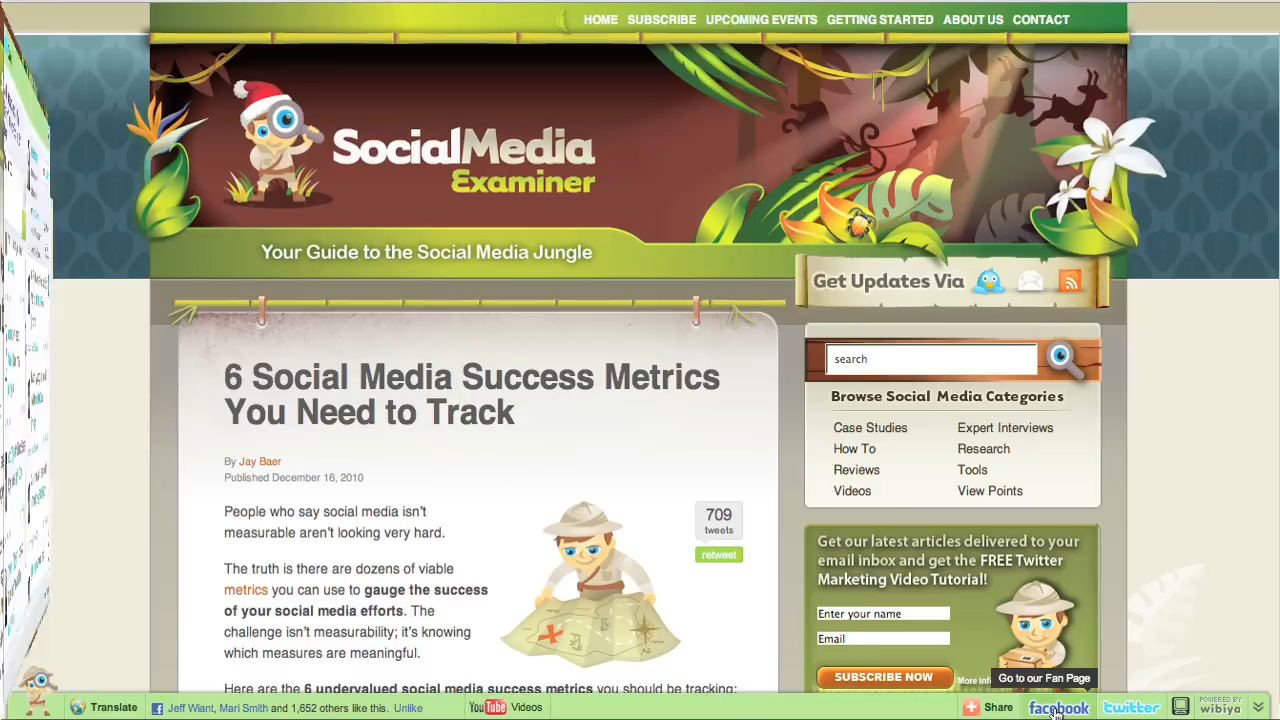 HOME SUBSCRIBE UPCOMING EVENTS GETTING STARTED ABOUT US CONTACT
SocialMedia
Examiner
Your Guide to the Social Media Jungle
Get Updates Via
search
Browse Social Media Categories
Case Studies Expert Interviews
How To Research
Reviews Tools
Videos View Points
6 Social Media Success Metrics
You Need to Track
By Jay Baer
Published December 16, 2010
People who say social media isn't
measurable aren't looking very hard.
709
tweets
retweet
The truth is there are dozens of viable
metrics you can use to gauge the success
of your social media efforts. The
challenge isn't measurability; it's knowing
which measures are meaningful.
Here are the 6 undervalued social media success metrics you should be tracking:
Get our latest articles delivered to your
email inbox and get the FREE Twitter
Marketing Video Tutorial!
Enter your name
Email
SUBSCRIBE NOW
More Info
Go to our Fan Page
Translate
Jeff Wiant, Mari Smith and 1,652 others like this. Unlike
YouTube Videos
Share
facebook
twitter
POWERED BY
wibiya